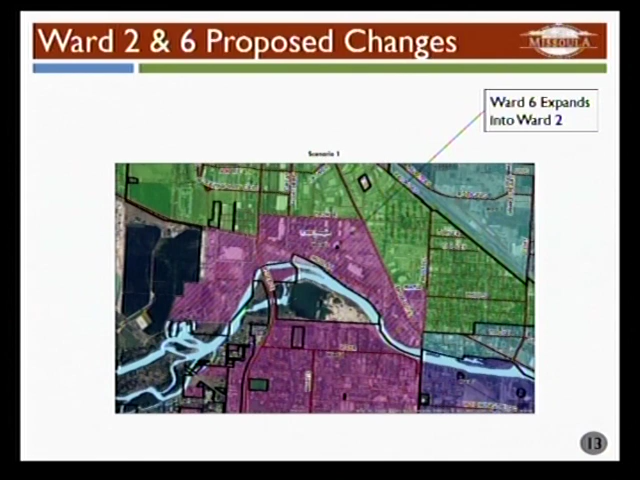 Ward 2 & 6 Proposed Changes
MISSOULA
Ward 6 Expands
into Ward 2
Scenario 1
13